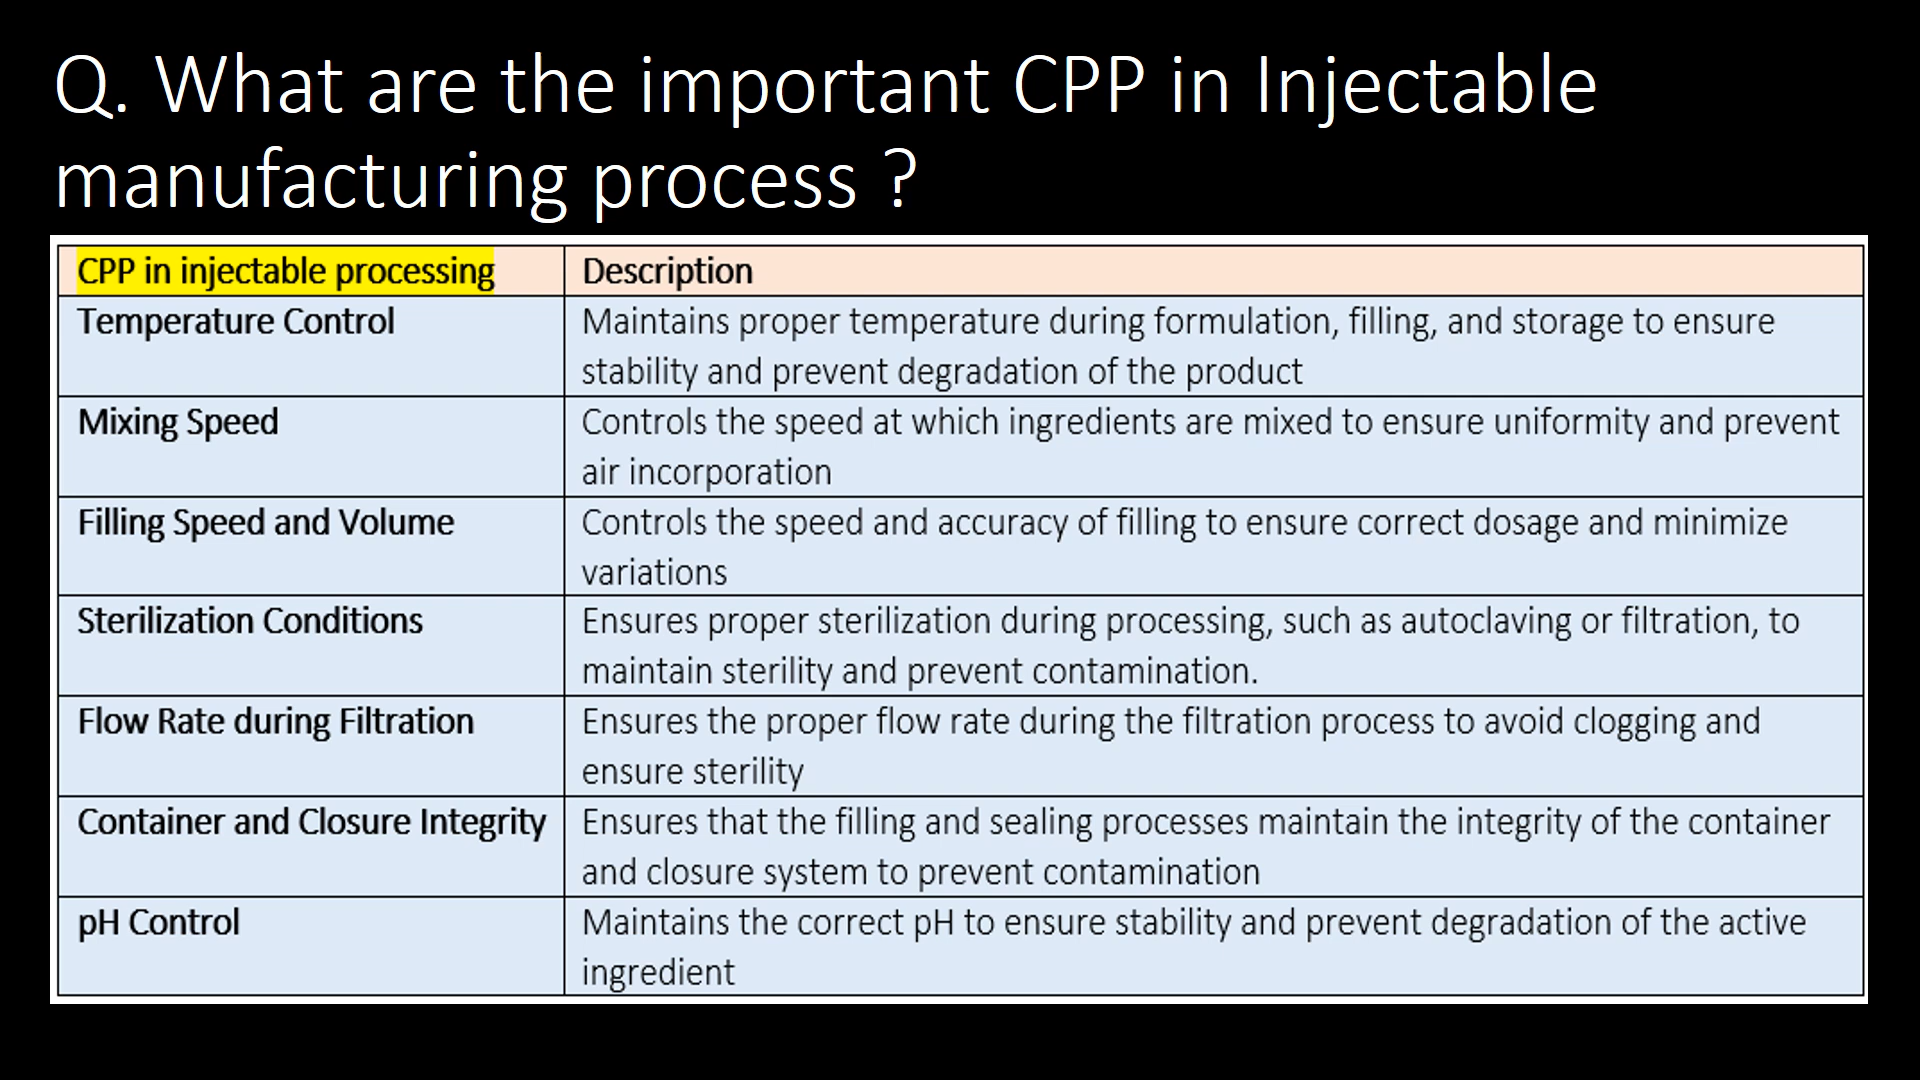 Q. What are the important CPP in Injectable
manufacturing process ?
CPP in injectable processing
Description
Temperature Control
Maintains proper temperature during formulation, filling, and storage to ensure
stability and prevent degradation of the product
Mixing Speed
Controls the speed at which ingredients are mixed to ensure uniformity and prevent
air incorporation
Filling Speed and Volume
Controls the speed and accuracy of filling to ensure correct dosage and minimize
variations
Sterilization Conditions
Ensures proper sterilization during processing, such as autoclaving or filtration, to
maintain sterility and prevent contamination.
Flow Rate during Filtration
Ensures the proper flow rate during the filtration process to avoid clogging and
ensure sterility
Container and Closure Integrity
Ensures that the filling and sealing processes maintain the integrity of the container
and closure system to prevent contamination
pH Control
Maintains the correct pH to ensure stability and prevent degradation of the active
ingredient